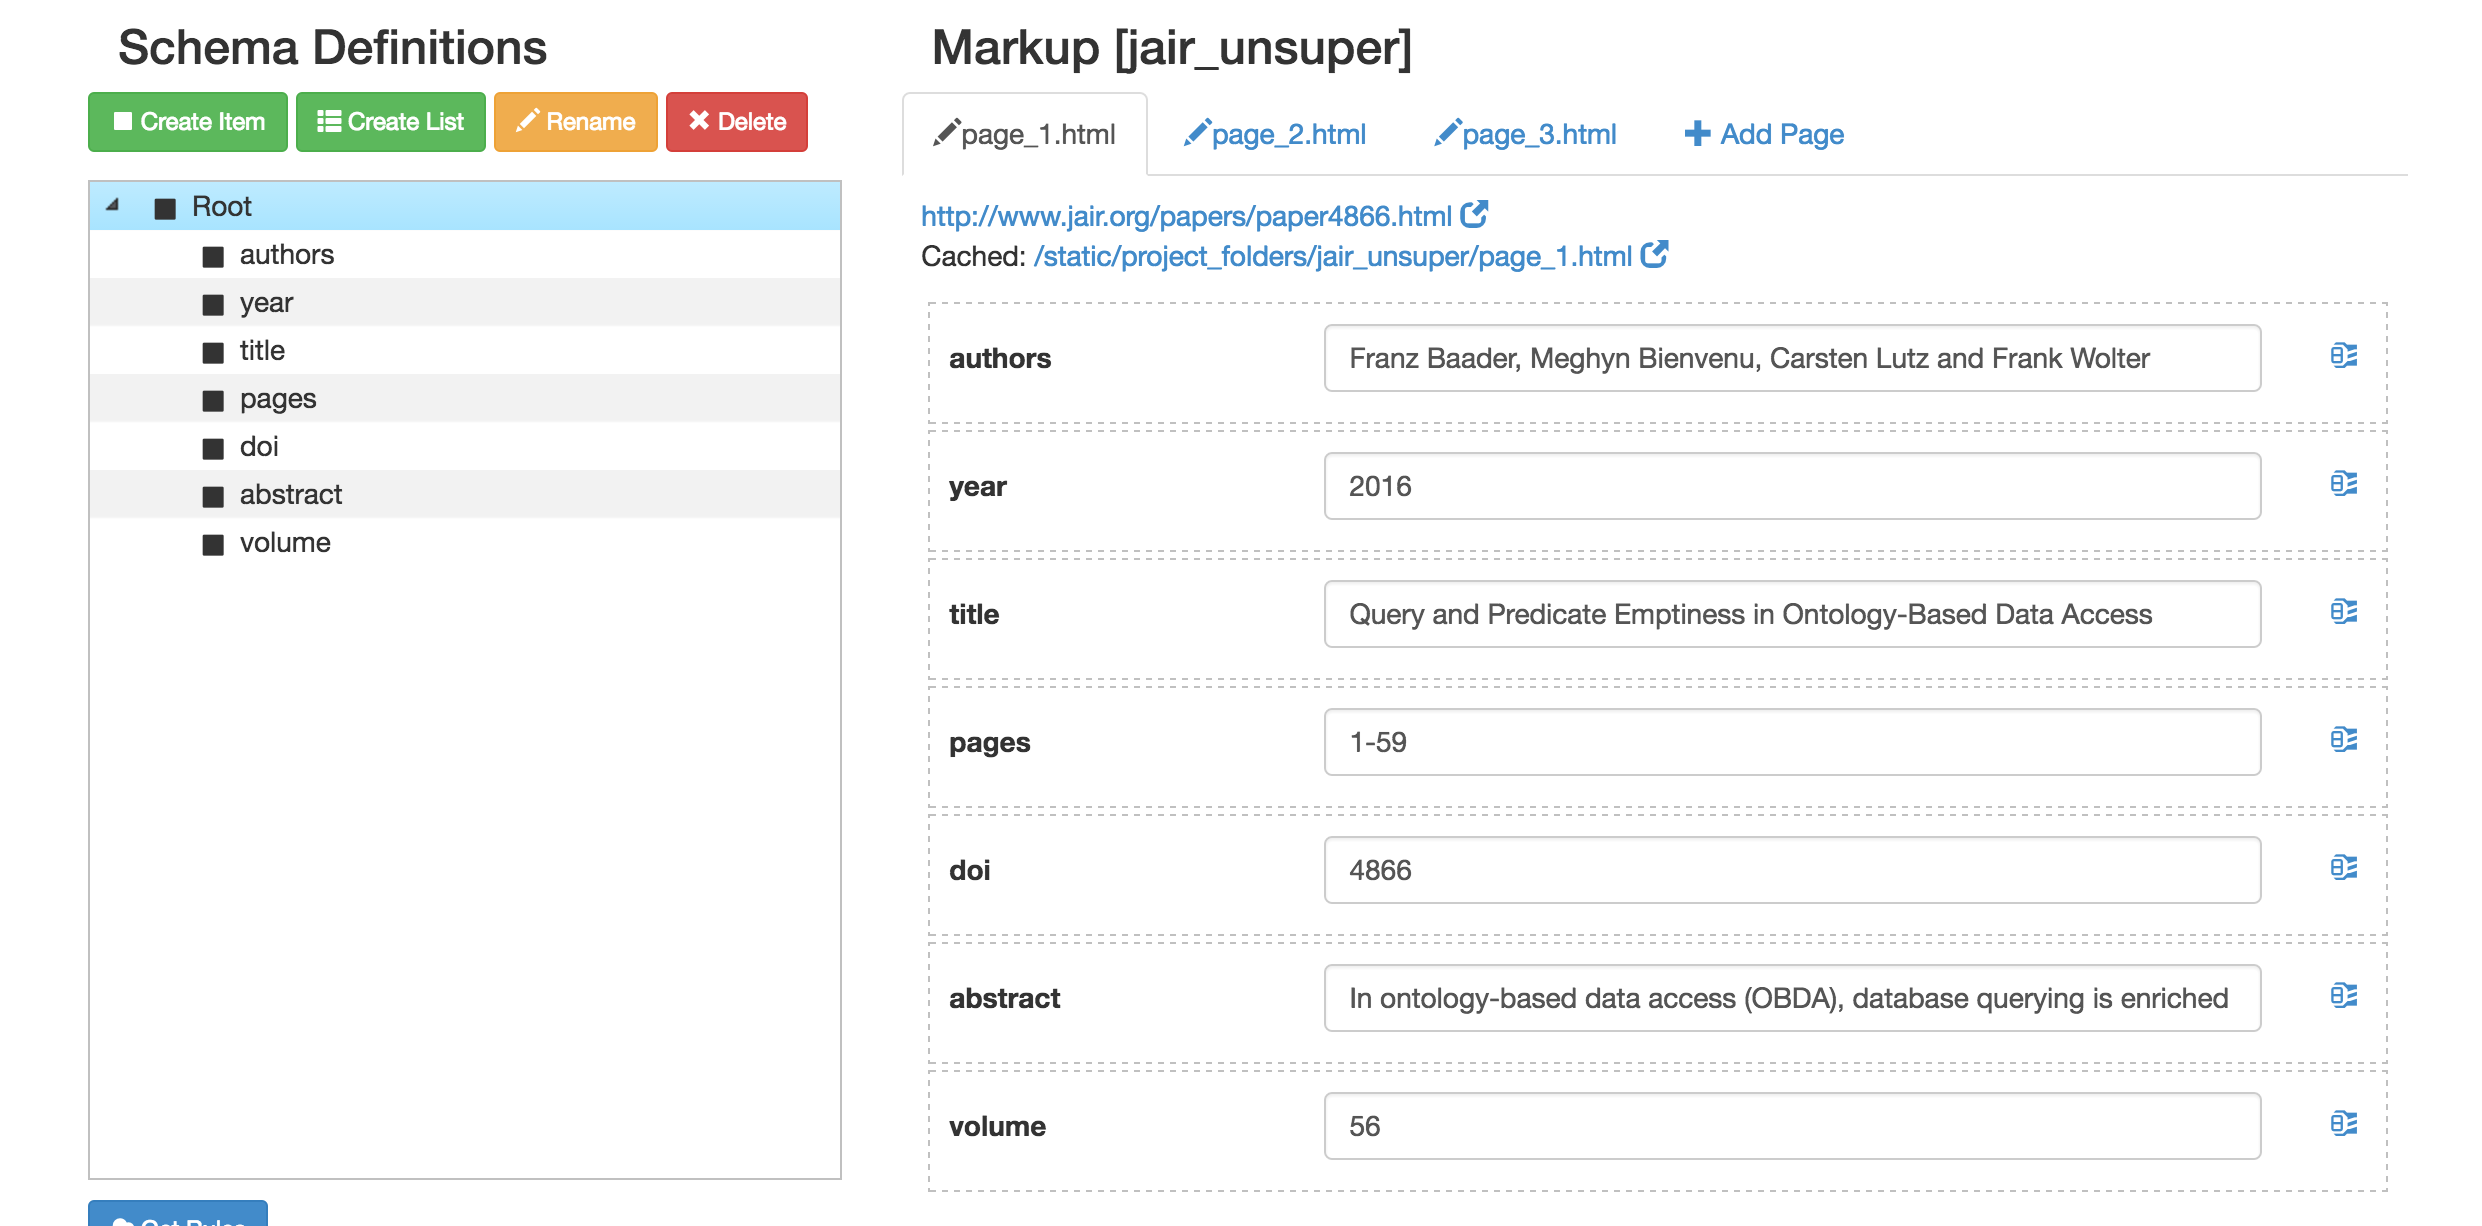 Schema Definitions
Create Item Create List Rename Delete
Root
authors
year
title
pages
doi
abstract
volume
Markup [jair_unsuper]
page_1.html page_2.html page_3.html Add Page
http://www.jair.org/papers/paper4866.html
Cached: /static/project_folders/jair_unsuper/page_1.html
authors Franz Baader, Meghyn Bienvenu, Carsten Lutz and Frank Wolter
year 2016
title Query and Predicate Emptiness in Ontology-Based Data Access
pages 1-59
doi 4866
abstract In ontology-based data access (OBDA), database querying is enriched
volume 56